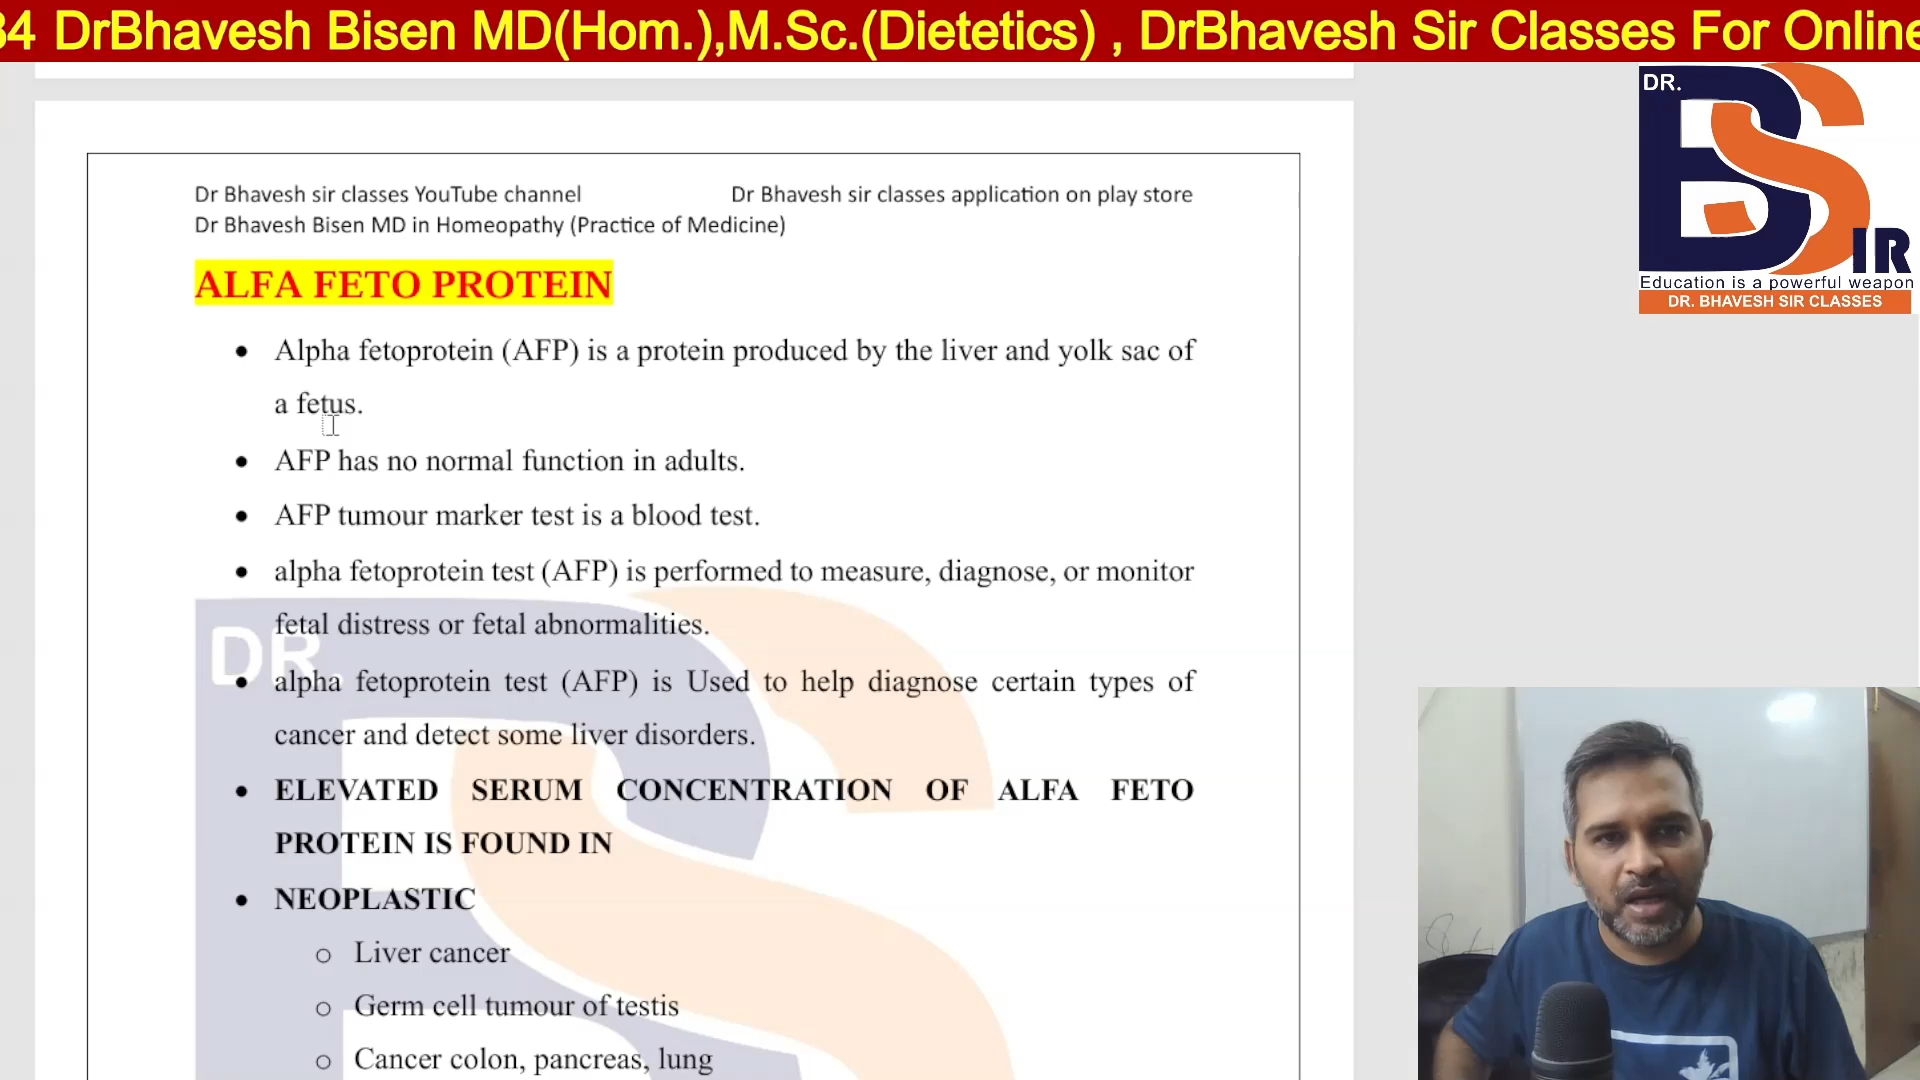 34 DrBhavesh Bisen MD(Hom.),M.Sc.(Dietetics) , DrBhavesh Sir Classes For Online
DR.
BS
IR
Education is a powerful weapon
DR. BHAVESH SIR CLASSES
Dr Bhavesh sir classes YouTube channel Dr Bhavesh sir classes application on play store
Dr Bhavesh Bisen MD in Homeopathy (Practice of Medicine)
ALFA FETO PROTEIN
• Alpha fetoprotein (AFP) is a protein produced by the liver and yolk sac of
a fetus.
• AFP has no normal function in adults.
• AFP tumour marker test is a blood test.
• alpha fetoprotein test (AFP) is performed to measure, diagnose, or monitor
fetal distress or fetal abnormalities.
DR.
• alpha fetoprotein test (AFP) is Used to help diagnose certain types of
cancer and detect some liver disorders.
• ELEVATED SERUM CONCENTRATION OF ALFA FETO
PROTEIN IS FOUND IN
• NEOPLASTIC
o Liver cancer
o Germ cell tumour of testis
o Cancer colon, pancreas, lung